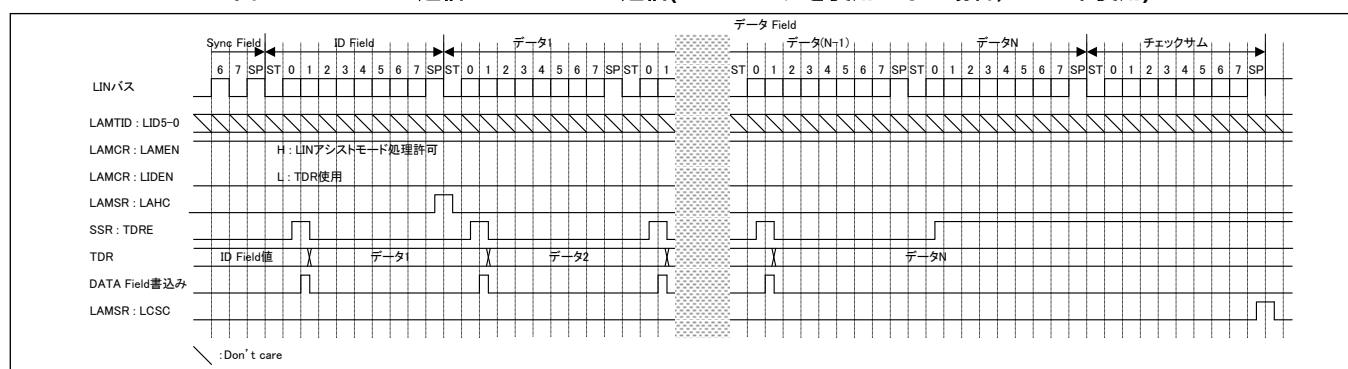 データ Field
Sync Field ID Field データ1 データ(N-1) データN チェックサム
6 7 SP ST 0 1 2 3 4 5 6 7 SP ST 0 1 2 3 4 5 6 7 SP ST 0 1 ST 0 1 2 3 4 5 6 7 SP ST 0 1 2 3 4 5 6 7 SP ST 0 1 2 3 4 5 6 7 SP
LINバス
LAMTID : LID5-0
LAMCR : LAMEN H : LINアシストモード処理許可
LAMCR : LIDEN L : TDR使用
LAMSR : LAHC
SSR : TDRE
TDR ID Field値 データ1 データ2 データN
DATA Field書込み
LAMSR : LCSC
:Don't care